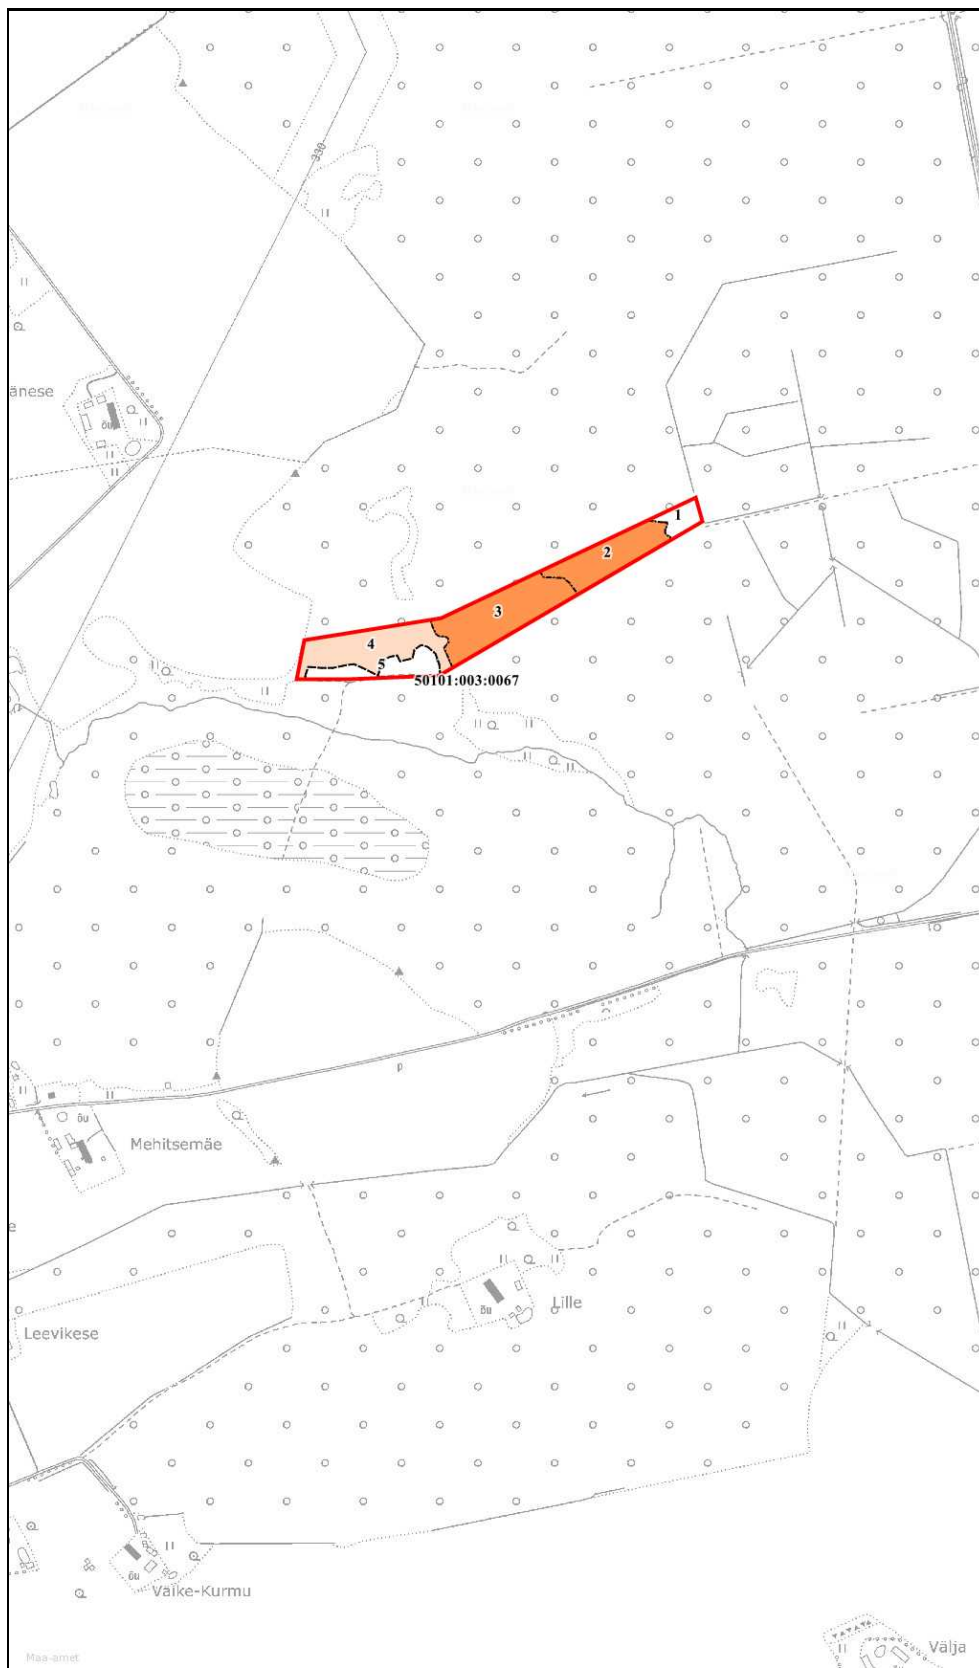 330
änese
õu
1
2
3
4
5
50101:003:0067
p
õu
Mehitsemäe
e
Lille
õu
Leevikese
õu
Väike-Kurmu
Välja
Maa-amet